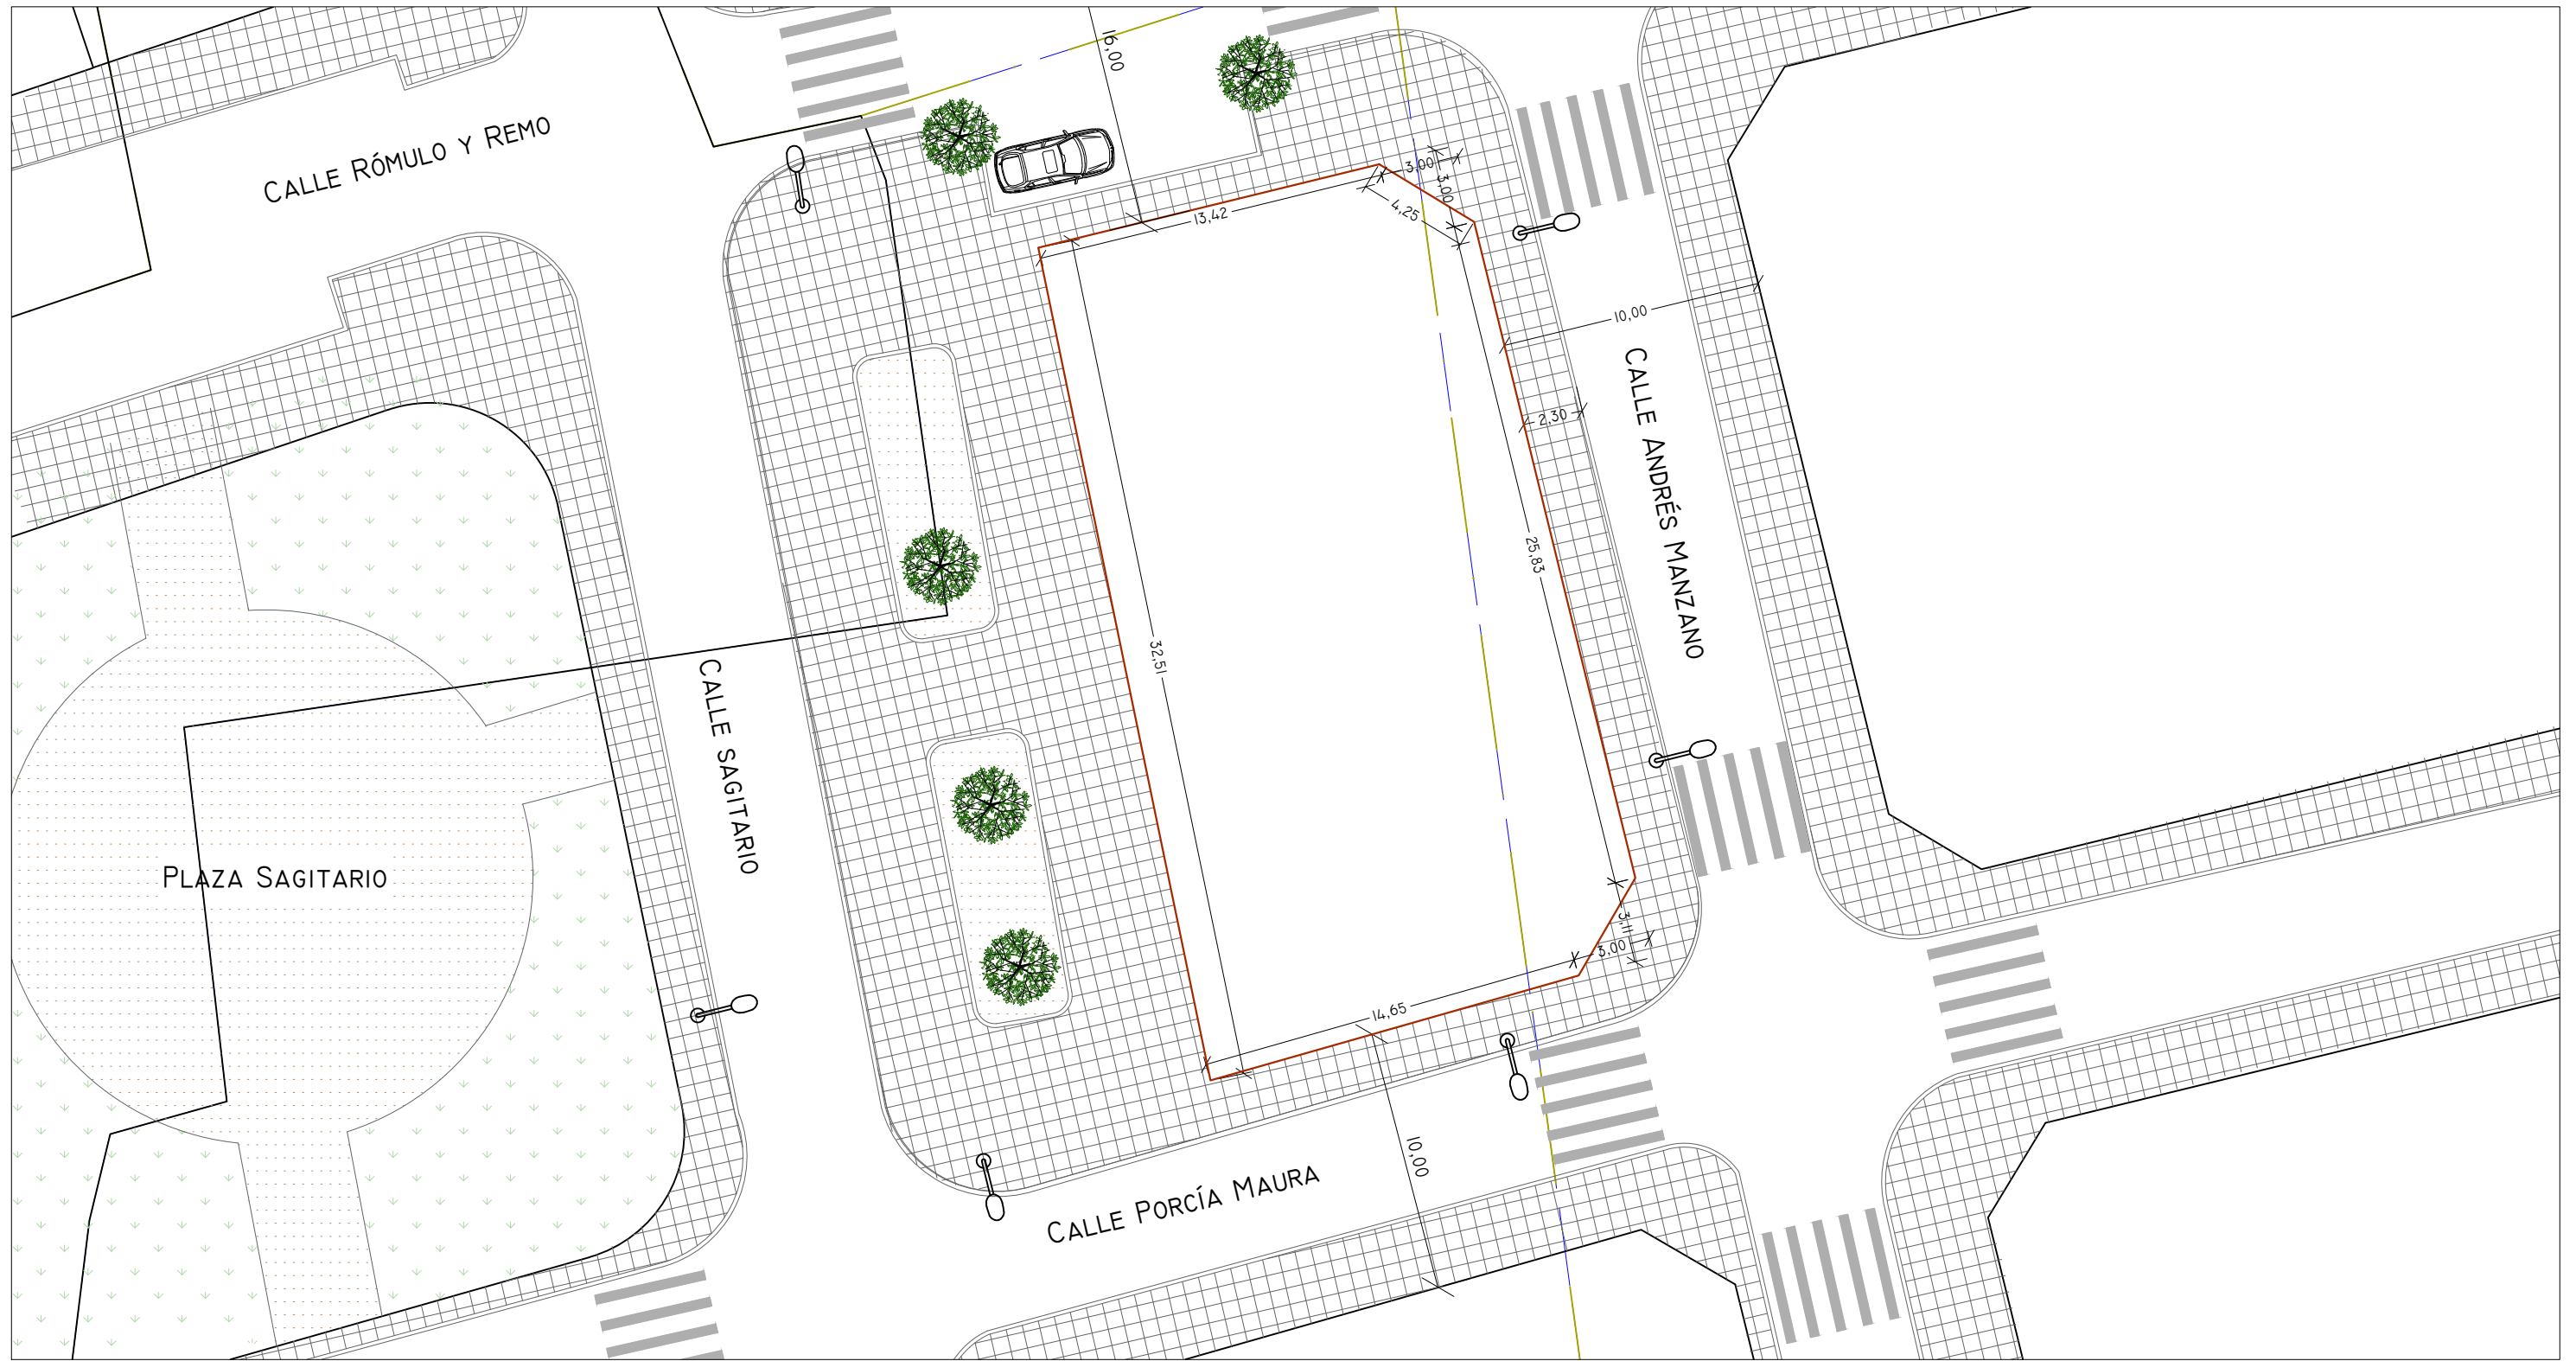 16,00
CALLE RÓMULO Y REMO
3,00
3,00
4,25
13,42
10,00
CALLE ANDRÉS MANZANO
2,30
25,83
32,51
CALLE SAGITARIO
PLAZA SAGITARIO
3,11
3,00
14,65
10,00
CALLE PORCÍA MAURA